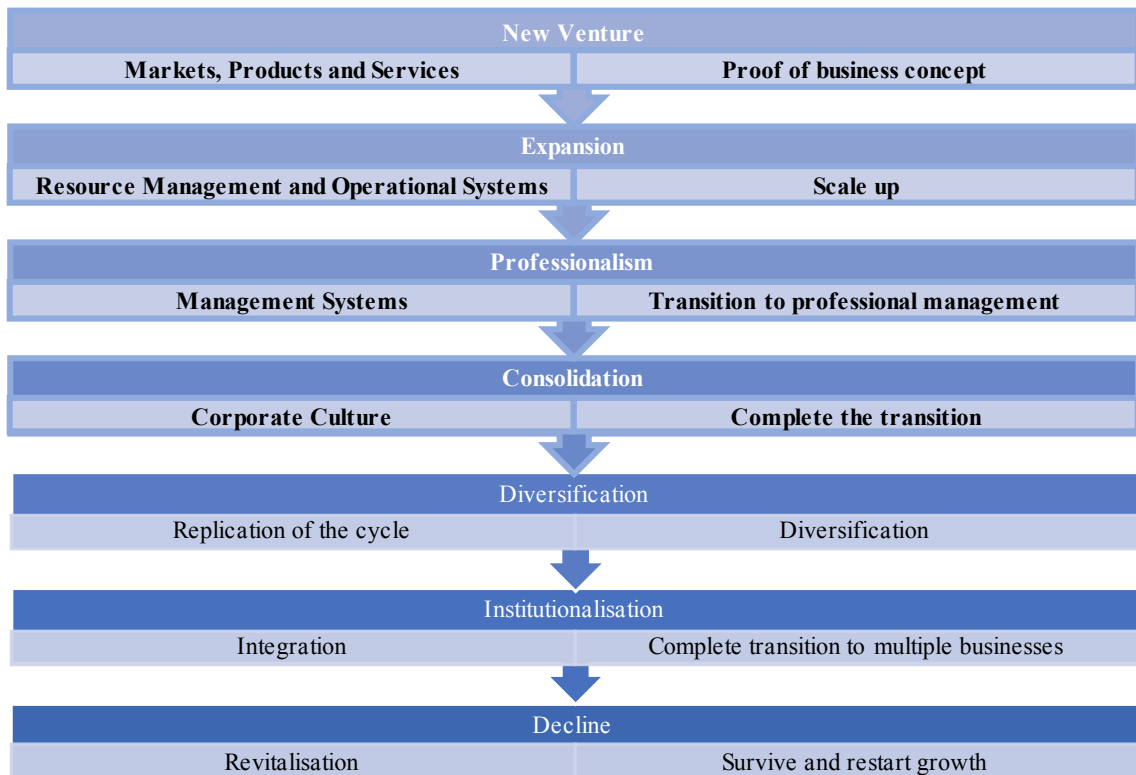 New Venture
Markets, Products and Services
Proof of business concept
Expansion
Resource Management and Operational Systems
Scale up
Professionalism
Management Systems
Transition to professional management
Consolidation
Corporate Culture
Complete the transition
Diversification
Replication of the cycle
Diversification
Institutionalisation
Integration
Complete transition to multiple businesses
Decline
Revitalisation
Survive and restart growth